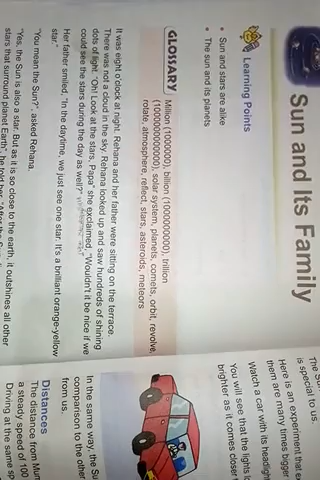 Sun and Its Family
Learning Points
• Sun and stars are alike
• The sun and its planets
GLOSSARY
Million (1000000), billion (1000000000), trillion
(1000000000000), solar system, planets, comets, orbit, revolve,
rotate, atmosphere, reflect, stars, asteroids, meteors
It was eight o'clock at night. Rehana and her father were sitting on the terrace.
There was not a cloud in the sky. Rehana looked up and saw hundreds of shining
dots of light. "Oh! Look at the stars, Papa" she exclaimed, "Wouldn't it be nice if we
could see the stars during the day as well?"
Her father smiled. "In the daytime, we just see one star. It's a brilliant orange-yellow
star."
"You mean the Sun?", asked Rehana.
"Yes, the Sun is also a star. But as it is so close to the earth, it outshines all other
stars that surround planet Earth", he told her.
The
is special to us.
Here is an experiment that
them are many times bigger
Watch a car with its
You will see that the lights
brighter as it comes closer
In the same way, the
comparison to the other
from us.
Distances
The distance from
a steady speed of 100
Driving at the same